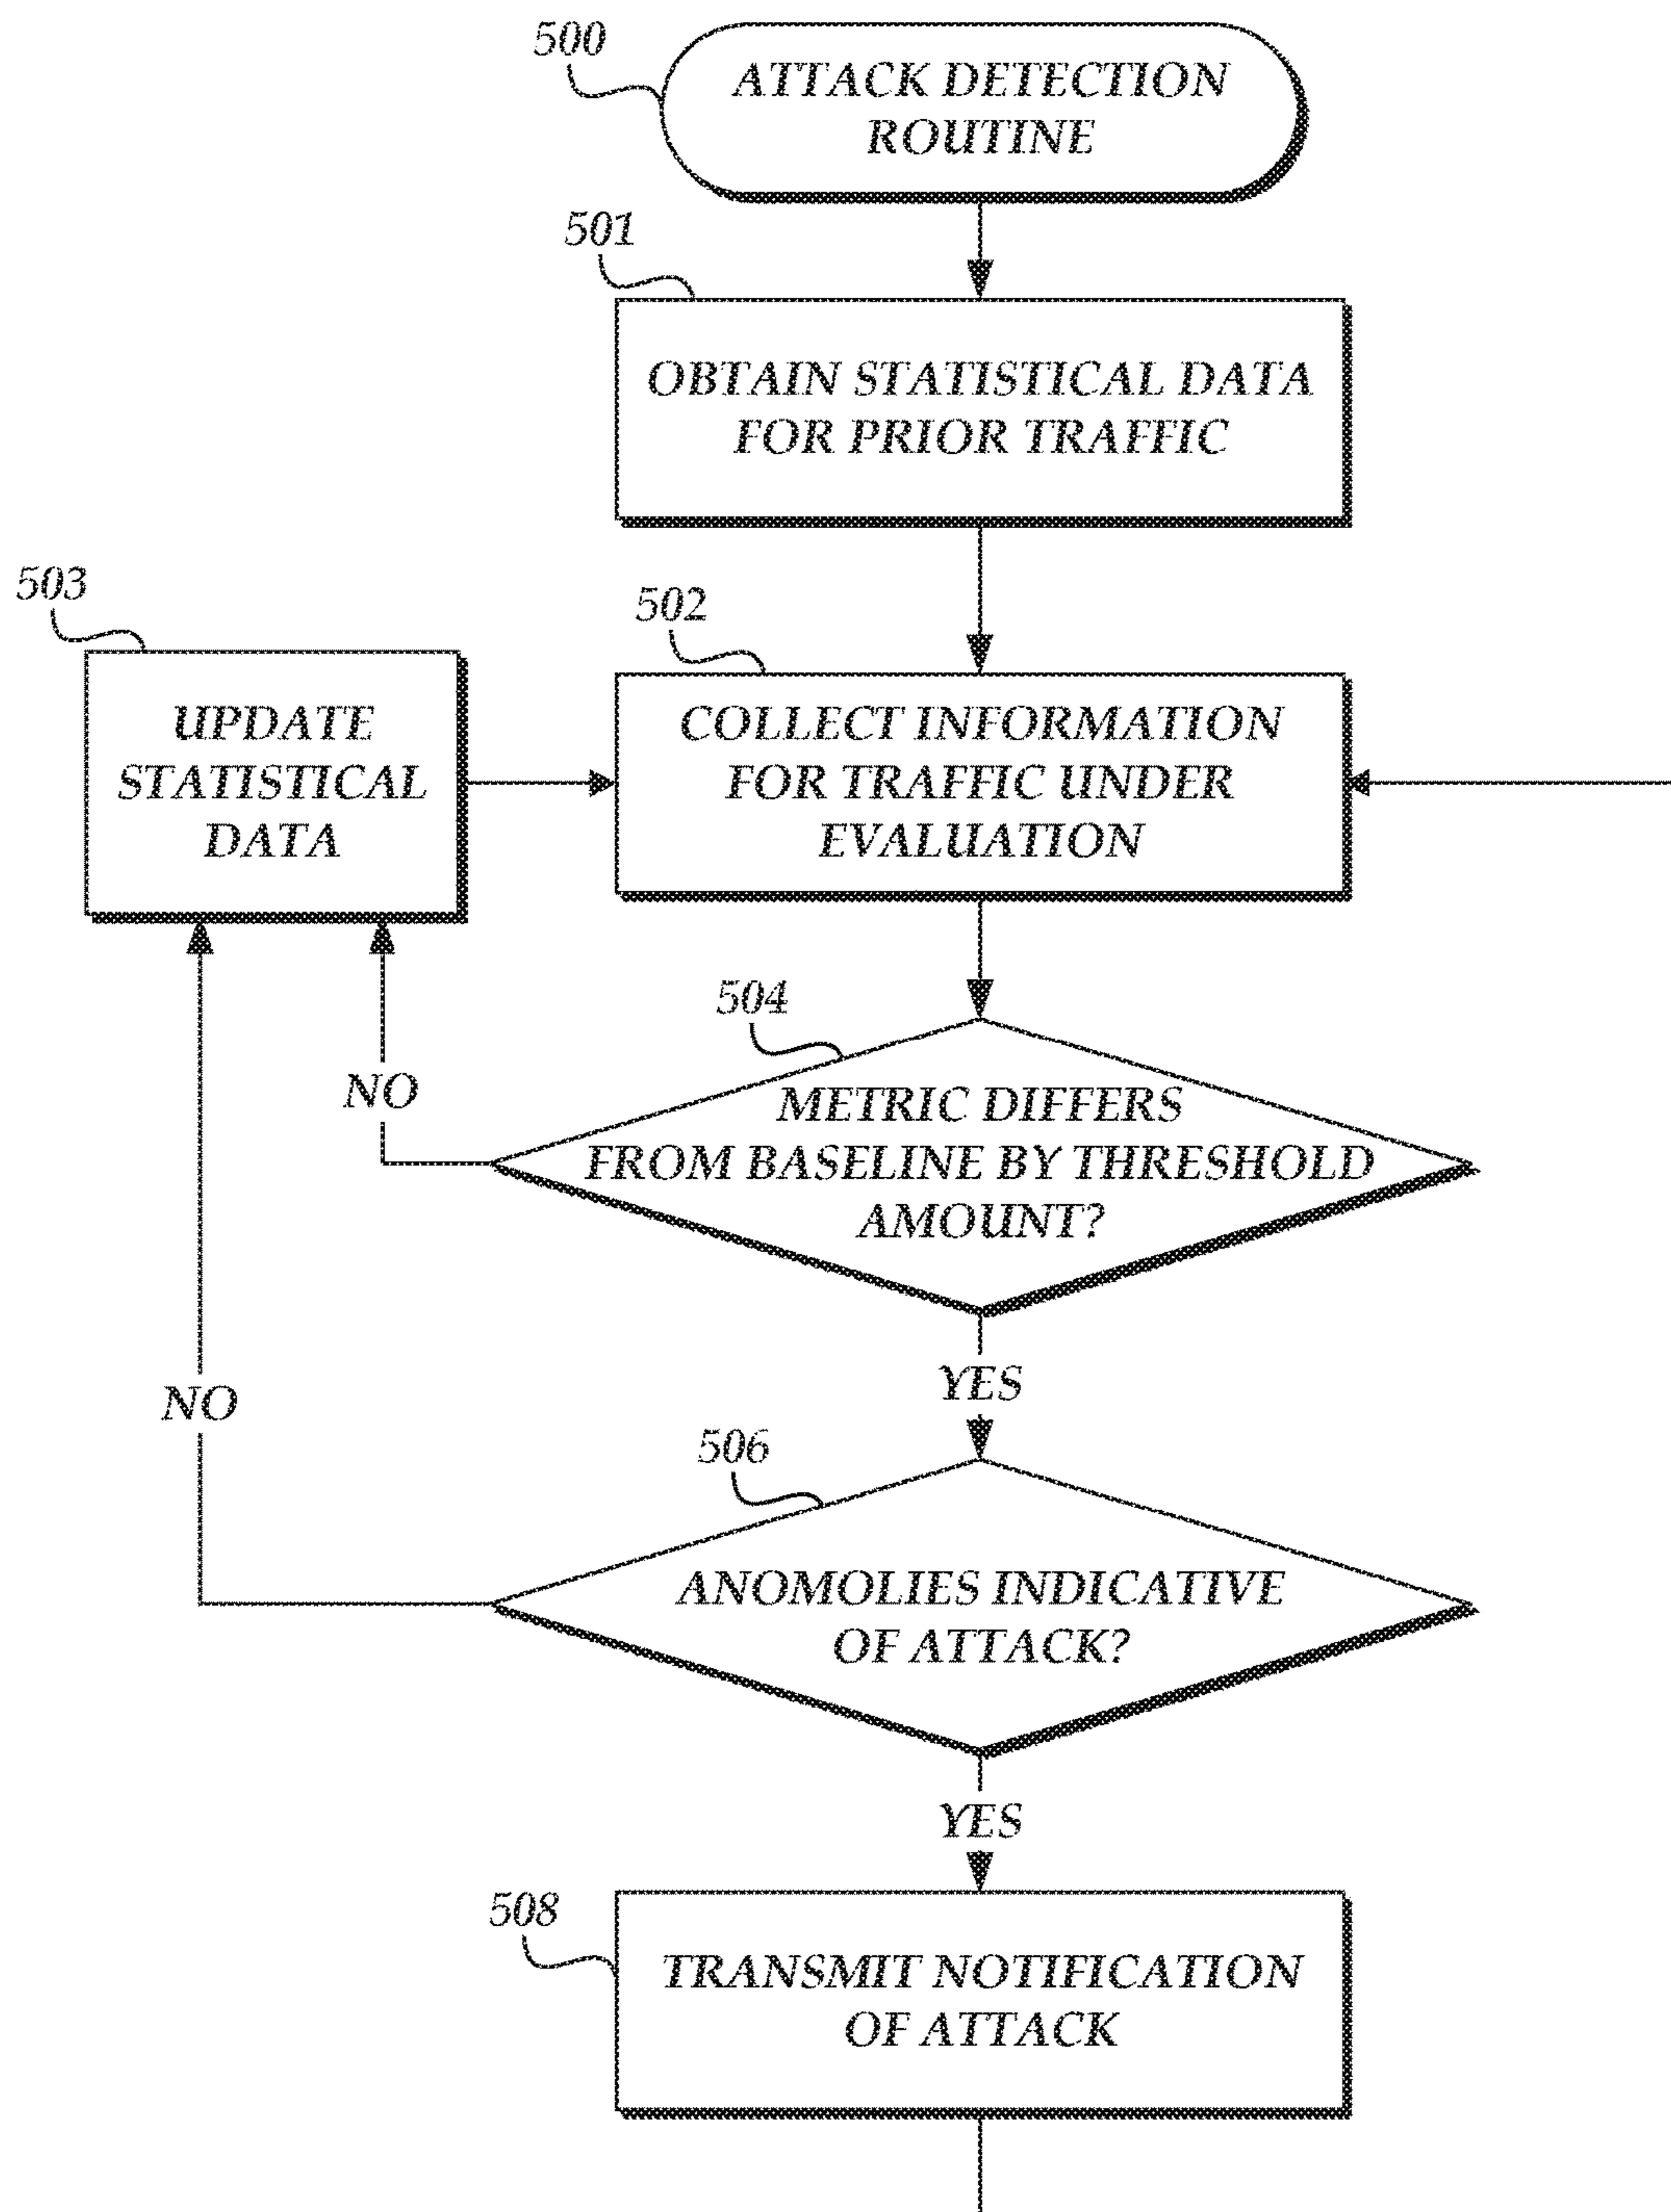 500
ATTACK DETECTION
ROUTINE
501
OBTAIN STATISTICAL DATA
FOR PRIOR TRAFFIC
503
UPDATE
STATISTICAL
DATA
502
COLLECT INFORMATION
FOR TRAFFIC UNDER
EVALUATION
504
METRIC DIFFERS
FROM BASELINE BY THRESHOLD
AMOUNT?
NO
YES
NO
506
ANOMOLIES INDICATIVE
OF ATTACK?
YES
508
TRANSMIT NOTIFICATION
OF ATTACK